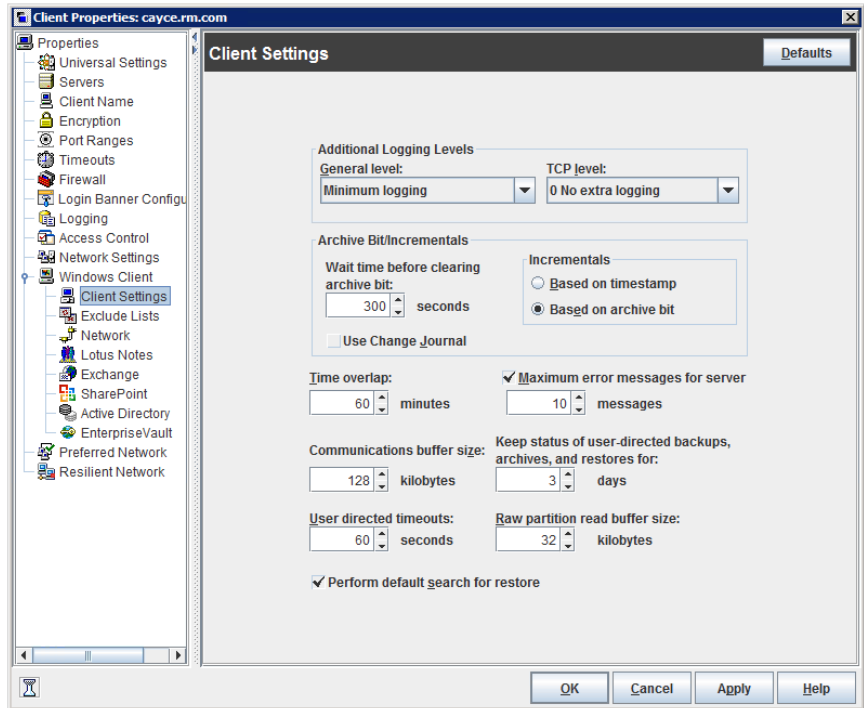 Client Properties: cayce.rm.com
Properties
Universal Settings
Servers
Client Name
Encryption
Port Ranges
Timeouts
Firewall
Login Banner Configu
Logging
Access Control
Network Settings
Windows Client
Client Settings
Exclude Lists
Network
Lotus Notes
Exchange
SharePoint
Active Directory
EnterpriseVault
Preferred Network
Resilient Network
Client Settings
Defaults
Additional Logging Levels
General level:
TCP level:
Minimum logging
0 No extra logging
Archive Bit/Incrementals
Wait time before clearing
archive bit:
300 seconds
Use Change Journal
Incrementals
Based on timestamp
Based on archive bit
Time overlap:
60 minutes
Maximum error messages for server
10 messages
Communications buffer size:
128 kilobytes
Keep status of user-directed backups,
archives, and restores for:
3 days
User directed timeouts:
60 seconds
Raw partition read buffer size:
32 kilobytes
Perform default search for restore
OK
Cancel
Apply
Help